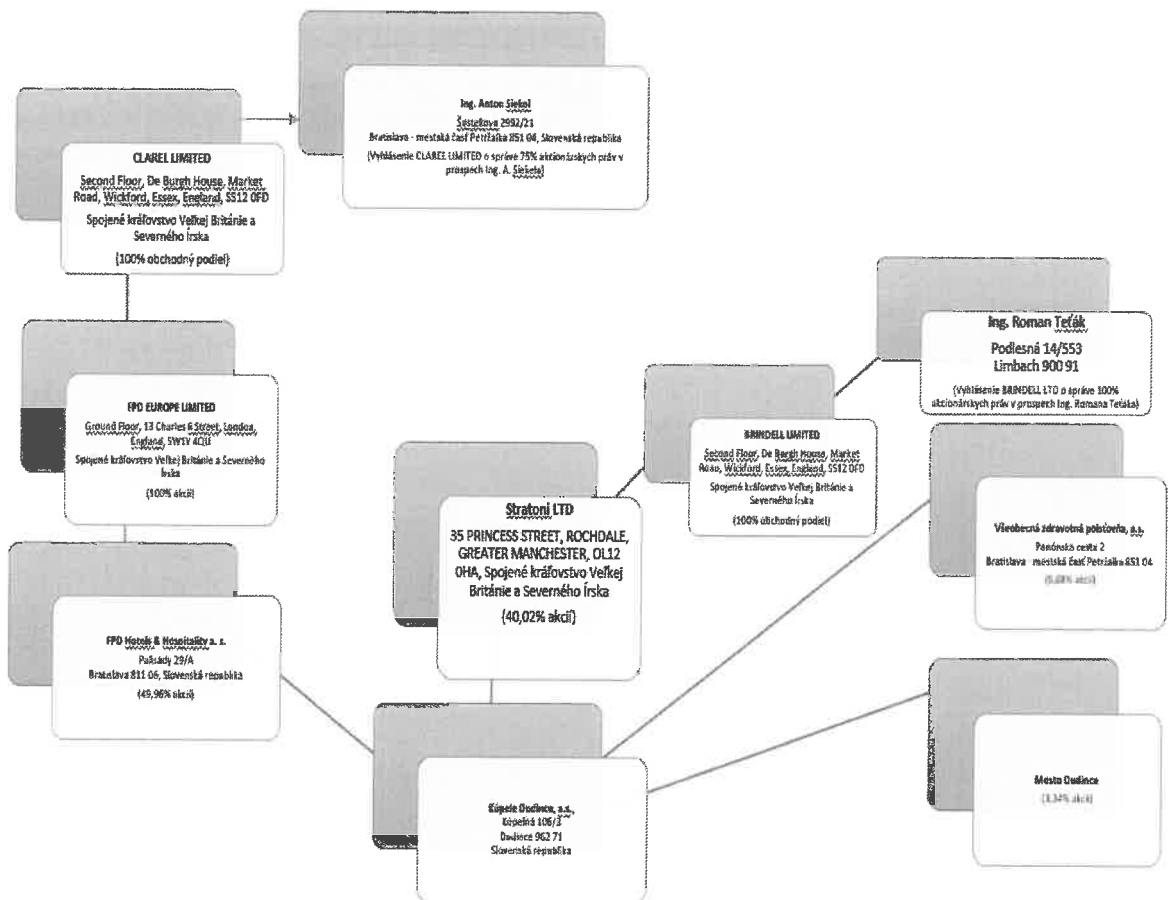 Ing. Anton Siekel
Šustekova 2992/21
Bratislava - mestská časť Petržalka 851 04, Slovenská republika
(Vyhlásenie CLAREL LIMITED o správe 75% aktionárských práv v
prospech Ing. A. Siekela)
CLAREL LIMITED
Second Floor, De Burgh House, Market
Road, Wickford, Essex, England, SS12 0FD
Spojené kráľovstvo Veľkej Británie a
Severného Írska
(100% obchodný podiel)
FPD EUROPE LIMITED
Ground Floor, 13 Charles II Street, London,
England, SW1Y 4QU
Spojené kráľovstvo Veľkej Británie a Severného
Írska
(100% akcií)
FPD Hotels & Hospitality a. s.
Palisády 29/A
Bratislava 811 06, Slovenská republika
(49,96% akcií)
Stratoni LTD
35 PRINCESS STREET, ROCHDALE,
GREATER MANCHESTER, OL12
0HA, Spojené kráľovstvo Veľkej
Británie a Severného Írska
(40,02% akcií)
BRINDELL LIMITED
Second Floor, De Burgh House, Market
Road, Wickford, Essex, England, SS12 0FD
Spojené kráľovstvo Veľkej Británie a
Severného Írska
(100% obchodný podiel)
Ing. Roman Teťák
Podlesná 14/553
Limbach 900 91
(Vyhlásenie BRINDELL LTD o správe 100%
aktionárských práv v prospech Ing. Romana Teťáka)
Všeobecná zdravotná poisťovňa, a.s.
Panónska cesta 2
Bratislava - mestská časť Petržalka 851 04
akcií)
Mesto Dudince
akcií)
Kúpele Dudince, a.s.,
Kúpeľná 106/3
Dudince 962 71
Slovenská republika